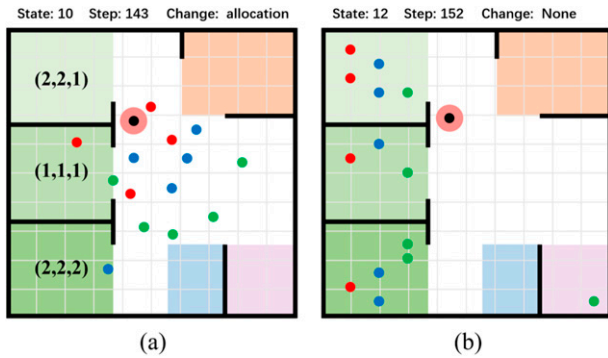 State: 10 Step: 143 Change: allocation
State: 12 Step: 152 Change: None
(2,2,1)
(1,1,1)
(2,2,2)
(a)
(b)